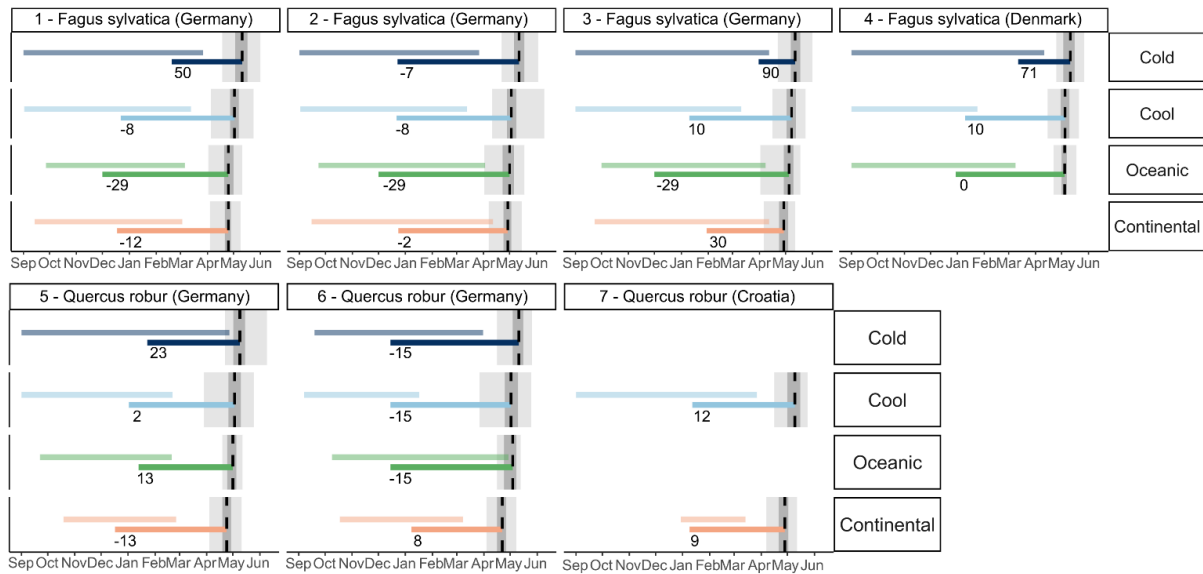 1 - Fagus sylvatica (Germany) 2 - Fagus sylvatica (Germany) 3 - Fagus sylvatica (Germany) 4 - Fagus sylvatica (Denmark)
50 -7 90 71 Cold
-8 -8 10 10 Cool
-29 -29 -29 0 Oceanic
-12 -2 30 Continental
Sep Oct Nov Dec Jan Feb Mar Apr May Jun Sep Oct Nov Dec Jan Feb Mar Apr May Jun Sep Oct Nov Dec Jan Feb Mar Apr May Jun Sep Oct Nov Dec Jan Feb Mar Apr May Jun
5 - Quercus robur (Germany) 6 - Quercus robur (Germany) 7 - Quercus robur (Croatia)
23 -15 Cold
2 -15 12 Cool
13 -15 Oceanic
-13 8 9 Continental
Sep Oct Nov Dec Jan Feb Mar Apr May Jun Sep Oct Nov Dec Jan Feb Mar Apr May Jun Sep Oct Nov Dec Jan Feb Mar Apr May Jun